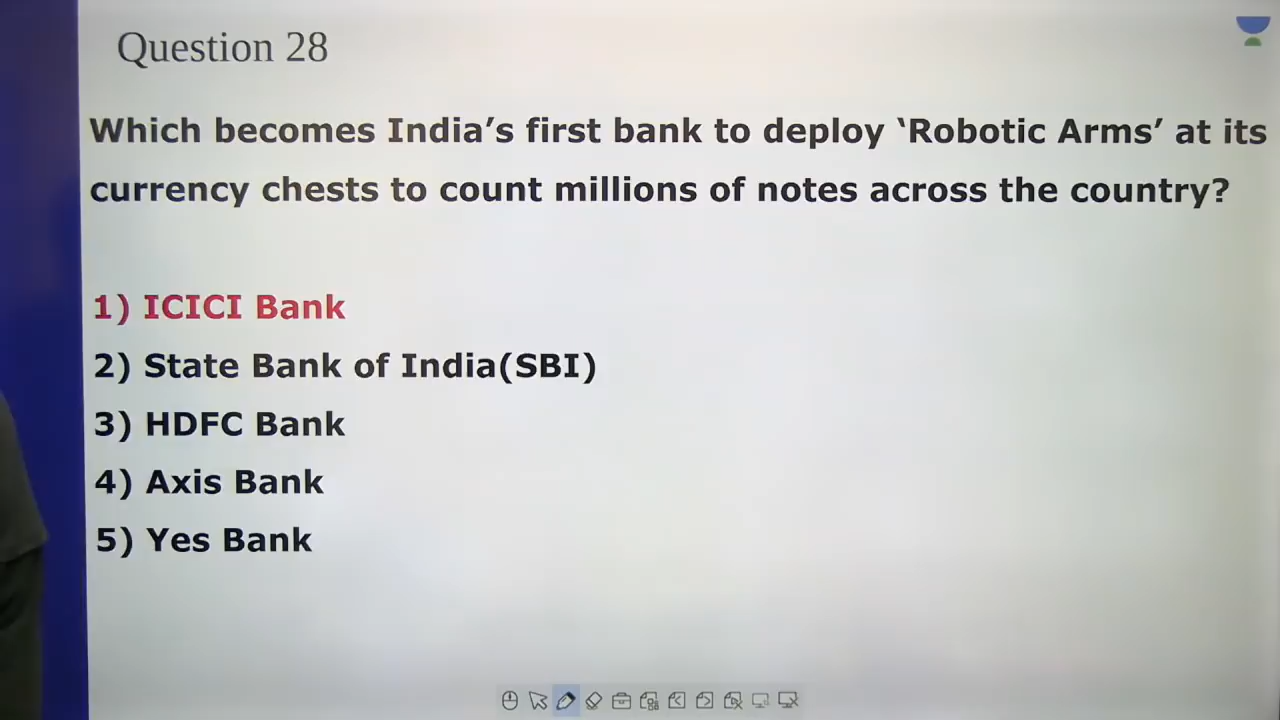 Question 28
Which becomes India’s first bank to deploy ‘Robotic Arms’ at its
currency chests to count millions of notes across the country?
1) ICICI Bank
2) State Bank of India(SBI)
3) HDFC Bank
4) Axis Bank
5) Yes Bank